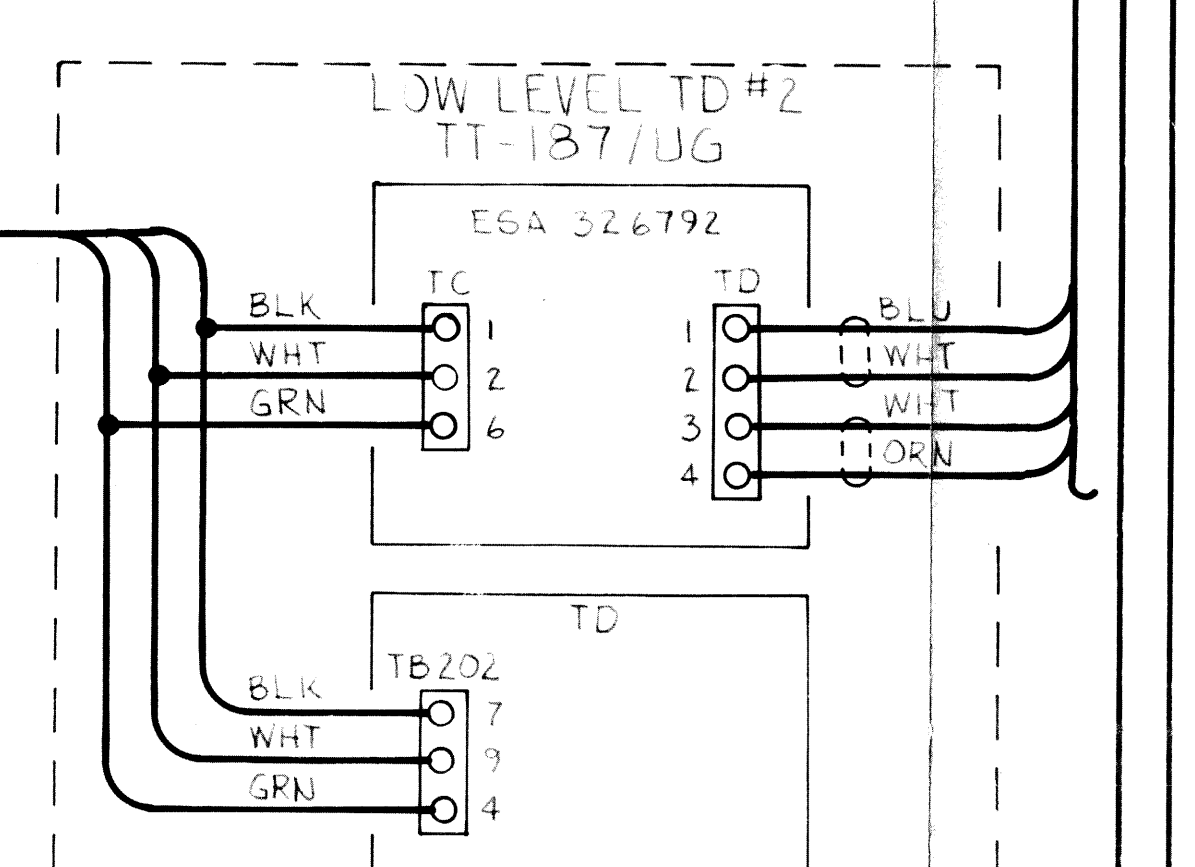 LOW LEVEL TD #2
TT-187/UG
ESA 326792
TC
TD
BLK
1
WHT
2
GRN
6
1
BLU
2
WHT
3
WHT
4
ORN
TD
TB202
BLK
7
WHT
9
GRN
4